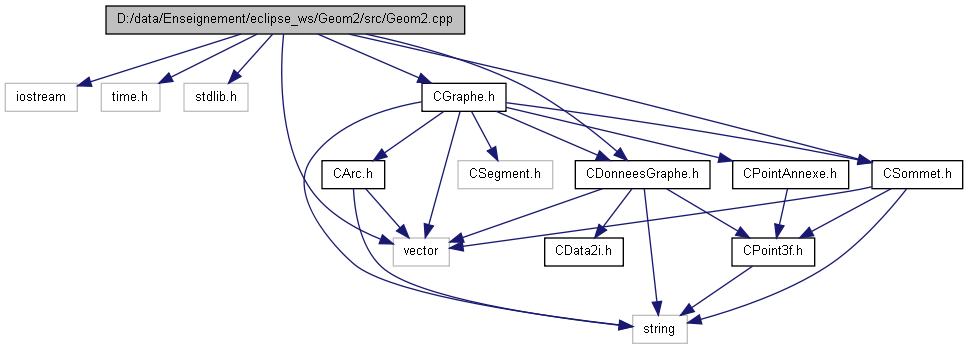 D:/data/Enseignement/eclipse_ws/Geom2/src/Geom2.cpp
iostream
time.h
stdlib.h
CGraphe.h
CArc.h
CSegment.h
CDonneesGraphe.h
CPointAnnexe.h
CSommet.h
vector
CData2i.h
CPoint3f.h
string